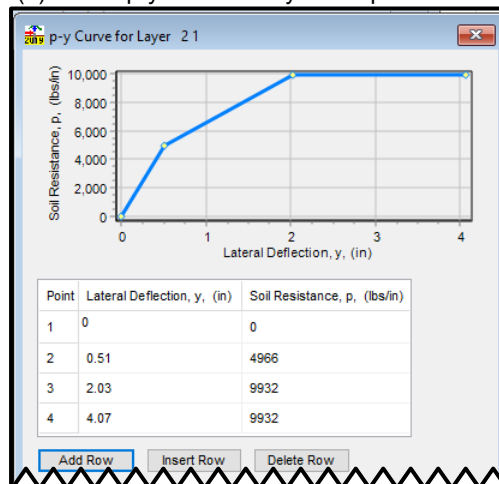 p-y Curve for Layer 2 1
10,000
8,000
6,000
4,000
2,000
0
Soil Resistance, p, (lbs/in)
0 1 2 3 4
Lateral Deflection, y, (in)
Point Lateral Deflection, y, (in) Soil Resistance, p, (lbs/in)
1 0 0
2 0.51 4966
3 2.03 9932
4 4.07 9932
Add Row Insert Row Delete Row